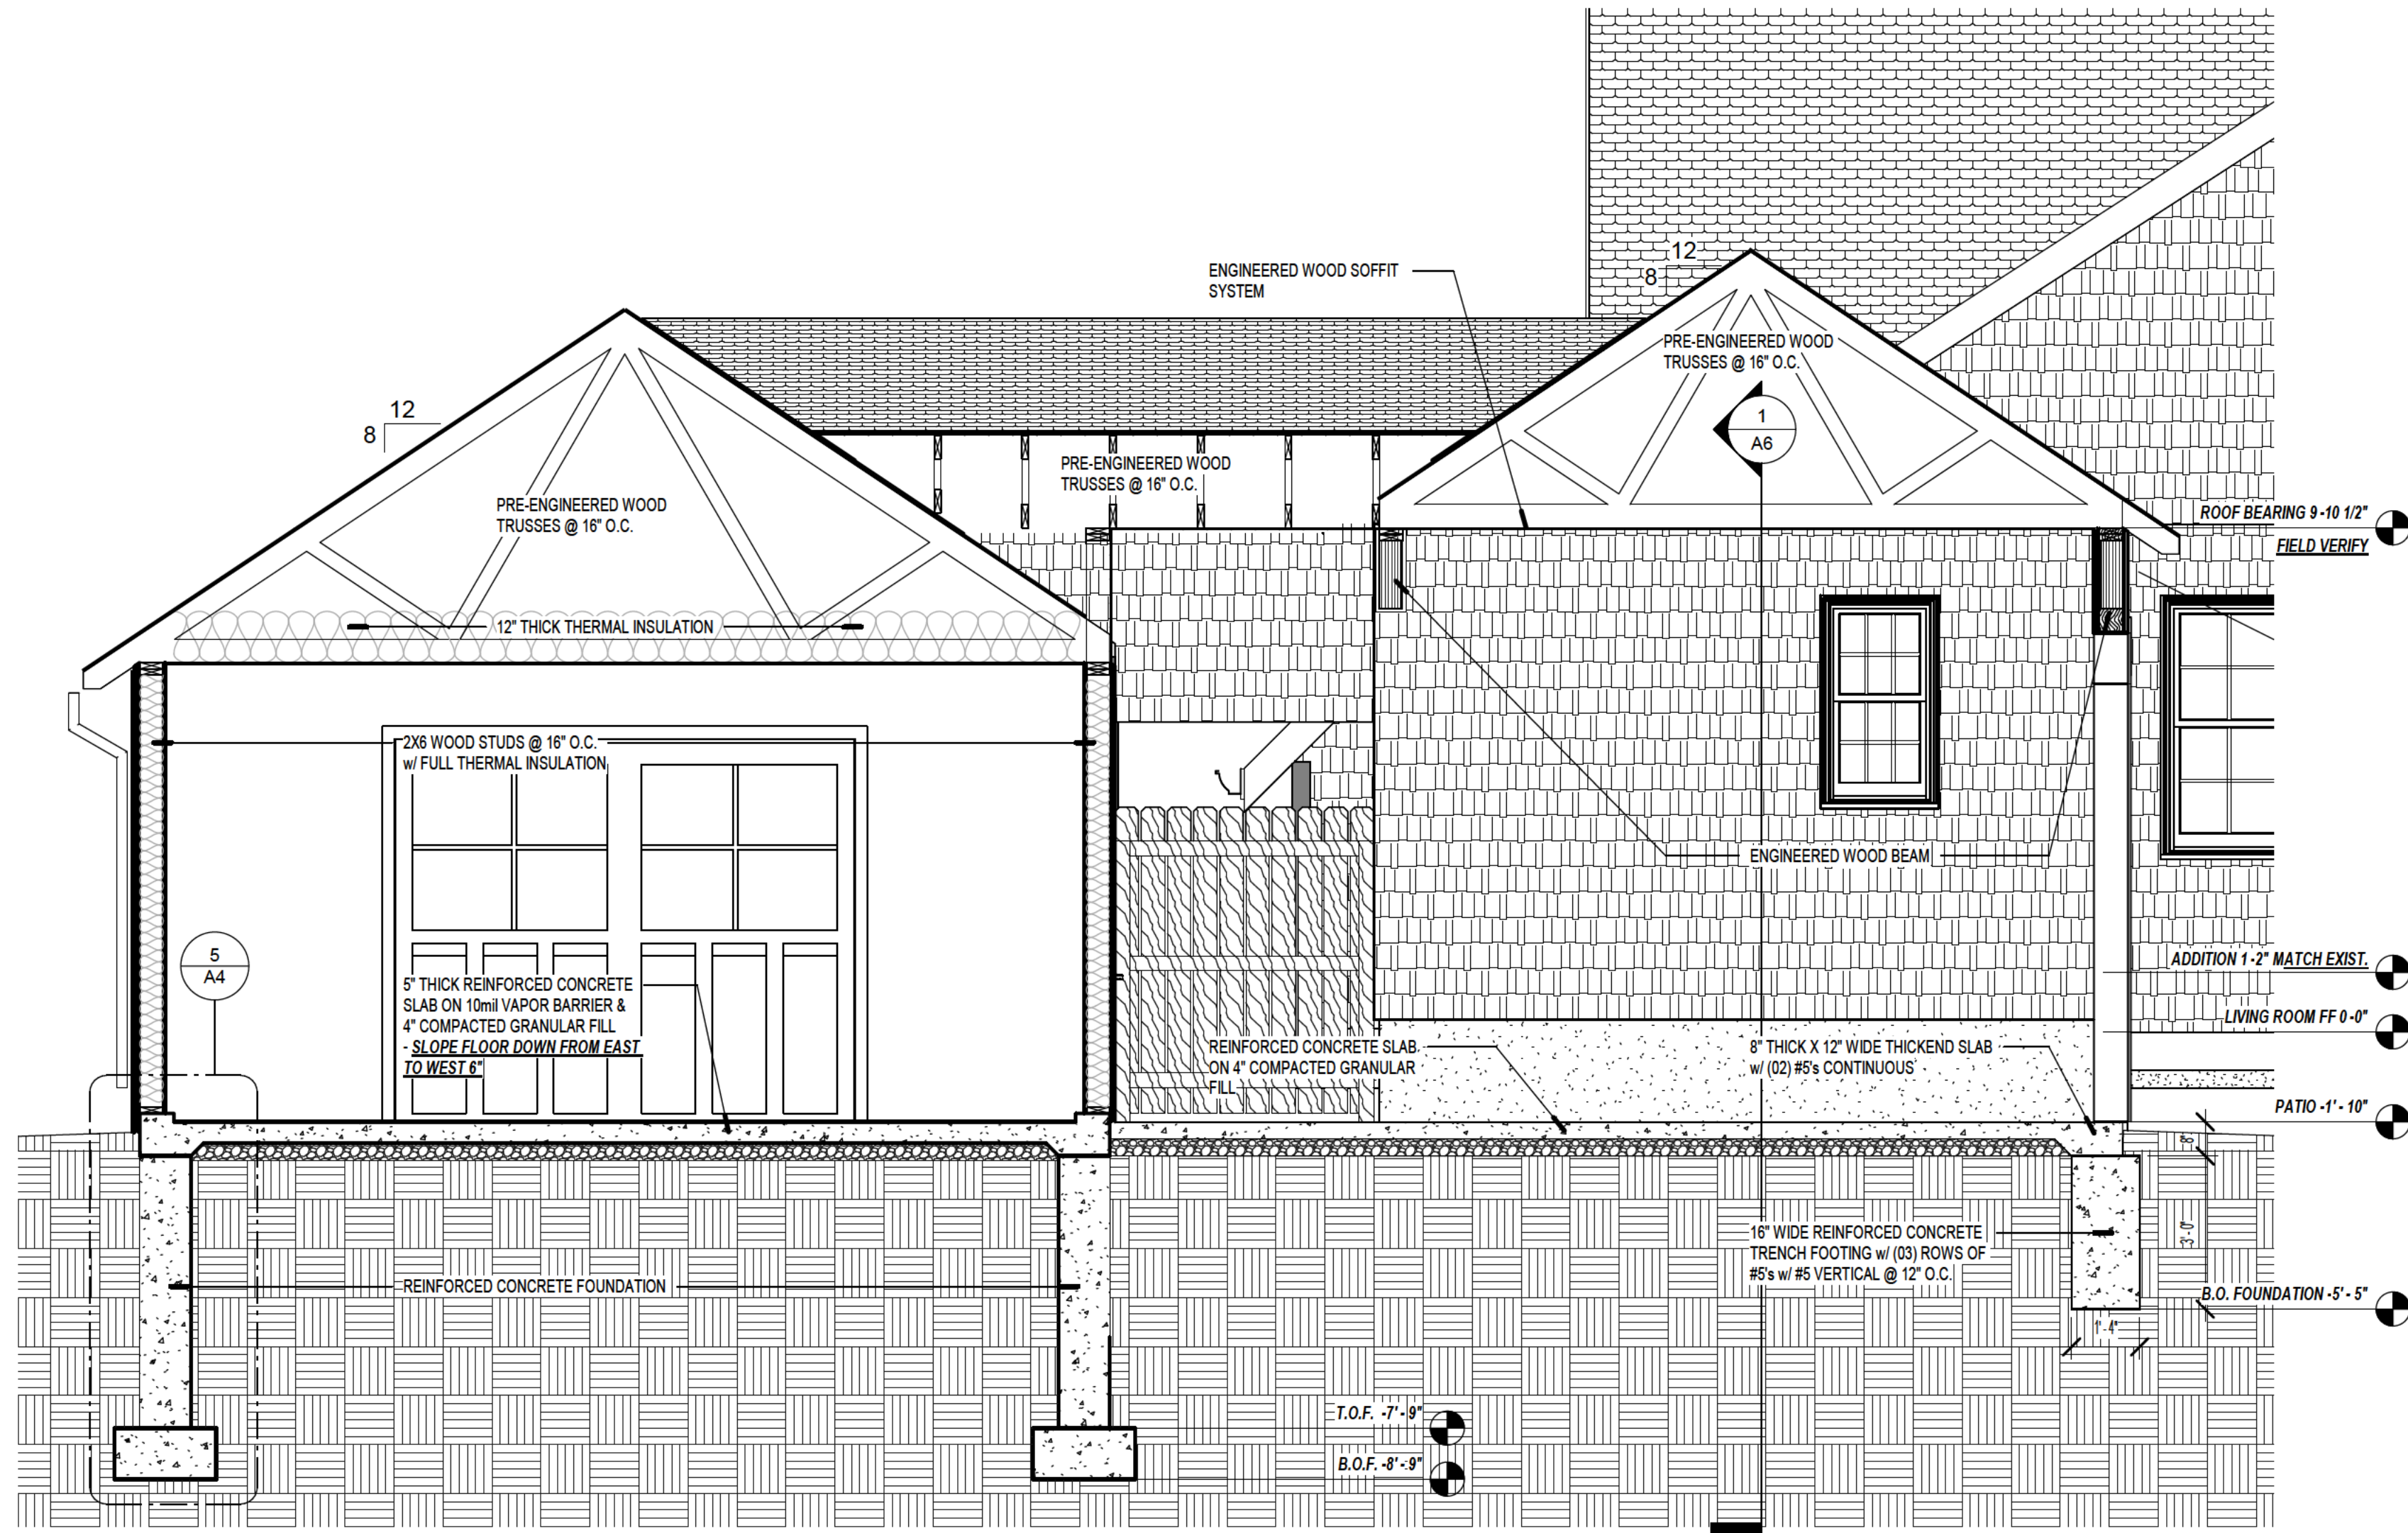 ENGINEERED WOOD SOFFIT
SYSTEM
12
8
PRE-ENGINEERED WOOD
TRUSSES @ 16" O.C.
1
A6
12
8
PRE-ENGINEERED WOOD
TRUSSES @ 16" O.C.
PRE-ENGINEERED WOOD
TRUSSES @ 16" O.C.
ROOF BEARING 9 -10 1/2"
FIELD VERIFY
12" THICK THERMAL INSULATION
2X6 WOOD STUDS @ 16" O.C.
w/ FULL THERMAL INSULATION
ENGINEERED WOOD BEAM
5
A4
5" THICK REINFORCED CONCRETE
SLAB ON 10mil VAPOR BARRIER &
4" COMPACTED GRANULAR FILL
- SLOPE FLOOR DOWN FROM EAST
TO WEST 6"
ADDITION 1 -2" MATCH EXIST.
LIVING ROOM FF 0 -0"
REINFORCED CONCRETE SLAB
ON 4" COMPACTED GRANULAR
FILL
8" THICK X 12" WIDE THICKEND SLAB
w/ (02) #5's CONTINUOUS
PATIO -1' - 10"
8"
16" WIDE REINFORCED CONCRETE
TRENCH FOOTING w/ (03) ROWS OF
#5's w/ #5 VERTICAL @ 12" O.C.
3'-0"
REINFORCED CONCRETE FOUNDATION
B.O. FOUNDATION -5' - 5"
1'-4"
T.O.F. -7' - 9"
B.O.F. -8' - 9"